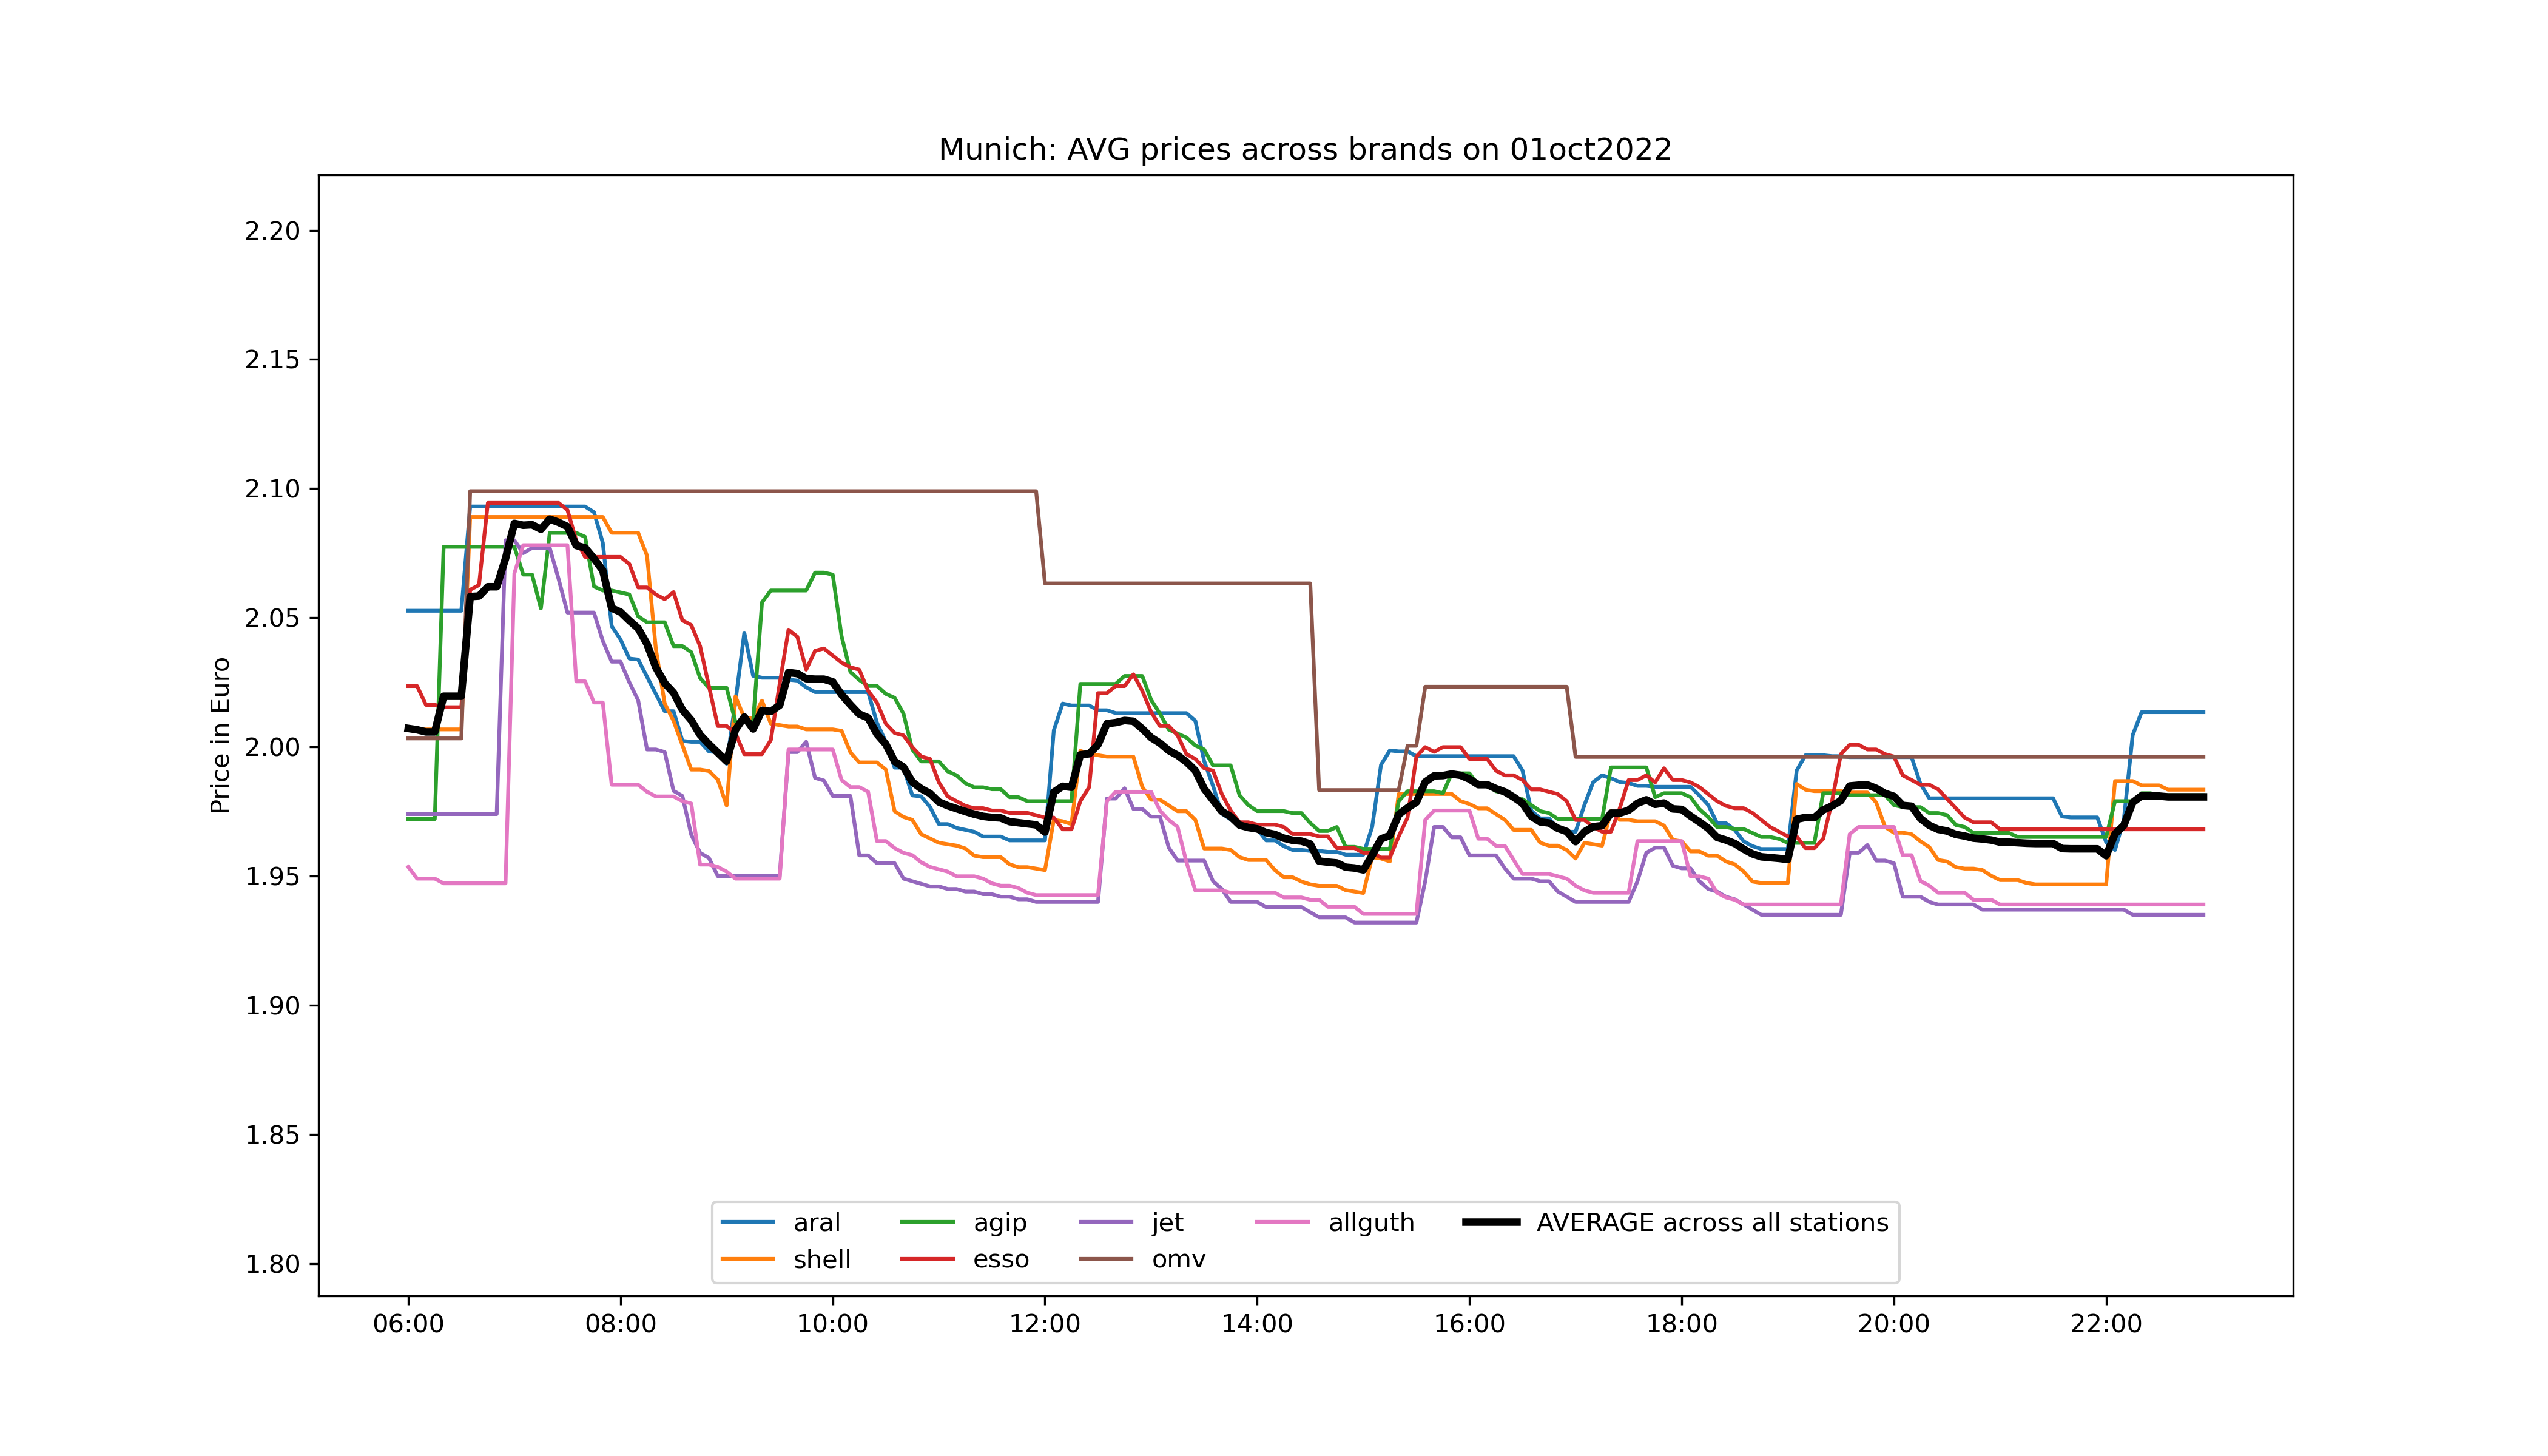 Munich: AVG prices across brands on 01oct2022
Price in Euro
2.20
2.15
2.10
2.05
2.00
1.95
1.90
1.85
1.80
aral
shell
agip
esso
jet
omv
allguth
AVERAGE across all stations
06:00 08:00 10:00 12:00 14:00 16:00 18:00 20:00 22:00